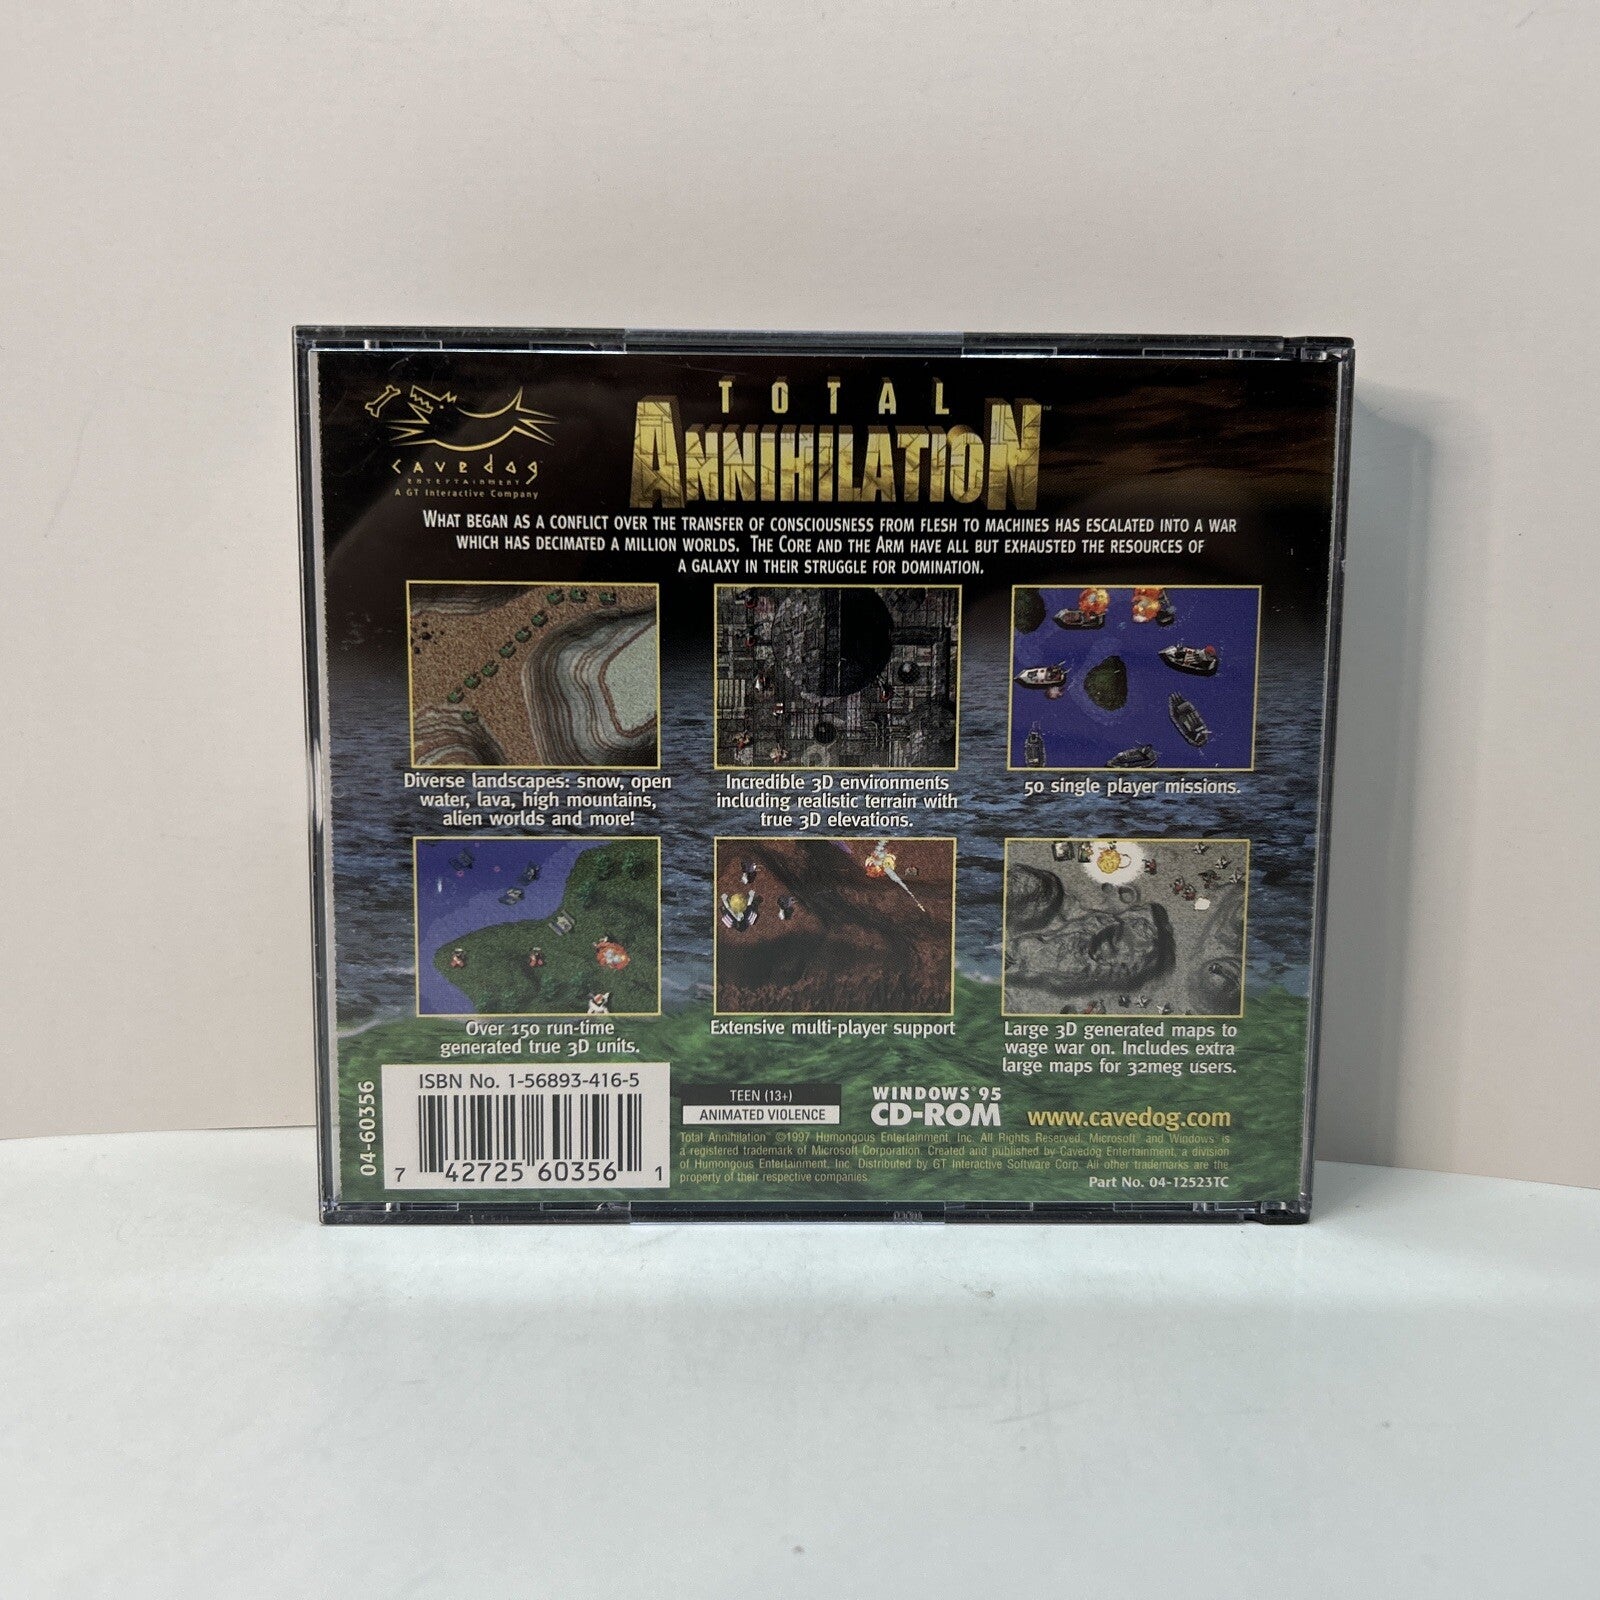 CAVEDOG
ENTERTAINMENT
A GT Interactive Company
TOTAL
ANNIHILATION™
WHAT BEGAN AS A CONFLICT OVER THE TRANSFER OF CONSCIOUSNESS FROM FLESH TO MACHINES HAS ESCALATED INTO A WAR
WHICH HAS DECIMATED A MILLION WORLDS. THE CORE AND THE ARM HAVE ALL BUT EXHAUSTED THE RESOURCES OF
A GALAXY IN THEIR STRUGGLE FOR DOMINATION.
Diverse landscapes: snow, open
water, lava, high mountains,
alien worlds and more!
Incredible 3D environments
including realistic terrain with
true 3D elevations.
50 single player missions.
Over 150 run-time
generated true 3D units.
Extensive multi-player support
Large 3D generated maps to
wage war on. Includes extra
large maps for 32meg users.
04-60356
ISBN No. 1-56893-416-5
7 42725 60356 1
TEEN (13+)
ANIMATED VIOLENCE
WINDOWS® 95
CD-ROM
www.cavedog.com
Total Annihilation ©1997 Humongous Entertainment, Inc. All Rights Reserved. Microsoft and Windows is
a registered trademark of Microsoft Corporation. Created and published by Cavedog Entertainment, a division
of Humongous Entertainment, Inc. Distributed by GT Interactive Software Corp. All other trademarks are the
property of their respective companies.
Part No. 04-12523TC